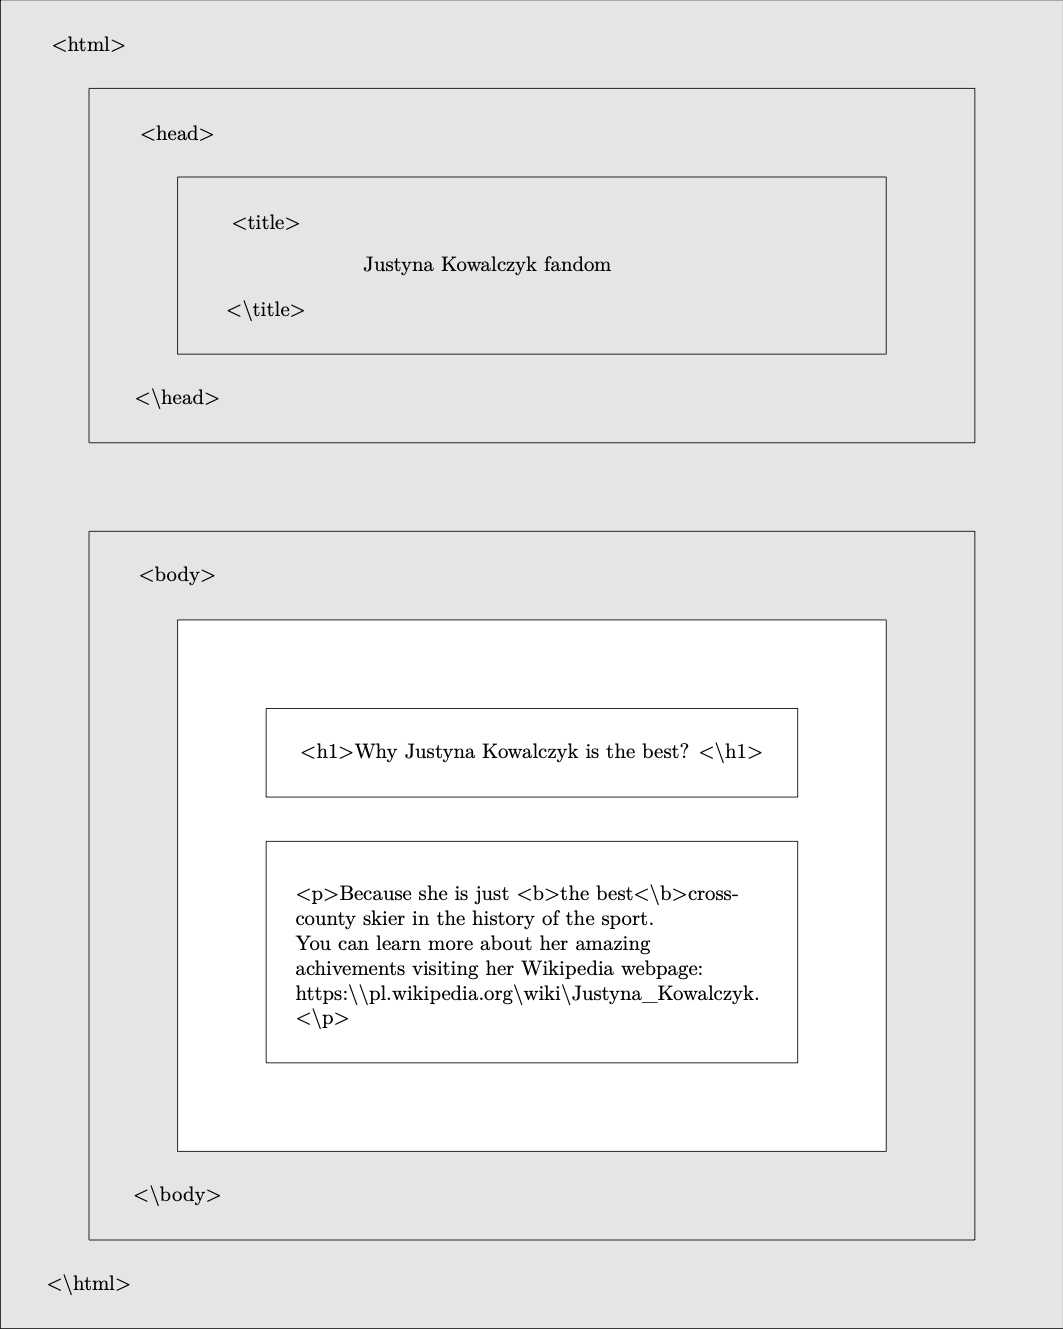 <html>
<head>
<title>
Justyna Kowalczyk fandom
<\title>
<\head>
<body>
<h1>Why Justyna Kowalczyk is the best? <\h1>
<p>Because she is just <b>the best<\b>cross-
county skier in the history of the sport.
You can learn more about her amazing
achivements visiting her Wikipedia webpage:
https:\\pl.wikipedia.org\wiki\Justyna_Kowalczyk.
<\p>
<\body>
<\html>